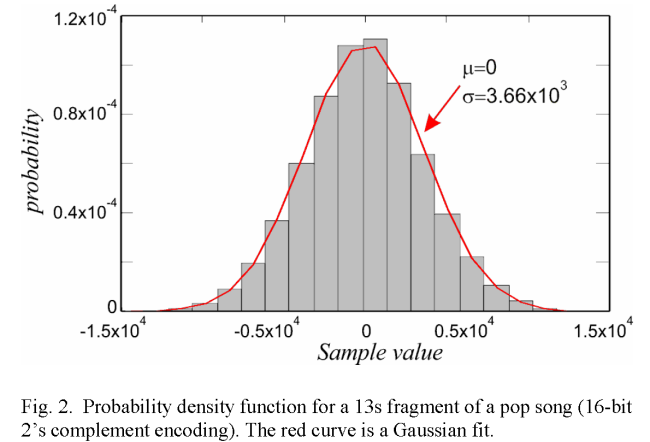 1.2x10⁻⁴
0.8x10⁻⁴
0.4x10⁻⁴
0
probability
μ=0
σ=3.66x10³
-1.5x10⁴ -0.5x10⁴ 0 0.5x10⁴ 1.5x10⁴
Sample value
Fig. 2. Probability density function for a 13s fragment of a pop song (16-bit
2's complement encoding). The red curve is a Gaussian fit.